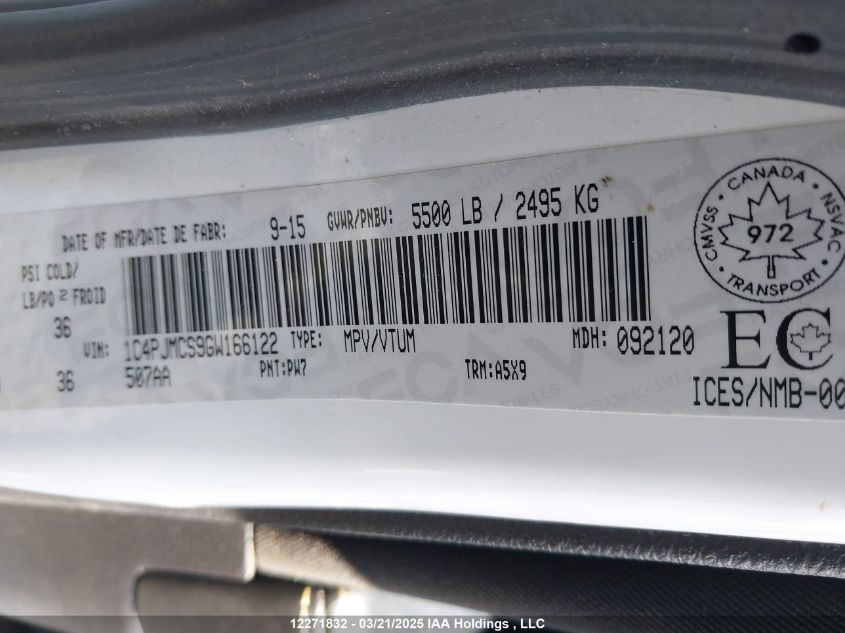 DATE OF MFR/DATE DE FABR: 9-15 GVWR/PNBV: 5500 LB / 2495 KG
PSI COLD/
LB/PO 2 FROID
36
36
VIN: 1C4PJMCS9GW166122 TYPE: MPV/VTUM MDH: 092120
507AA PNT:PW7 TRM:A5X9
CANADA
CMVSS
NSVAC
972
TRANSPORT
EC
ICES/NMB-00
12271832 - 03/21/2025 IAA Holdings , LLC